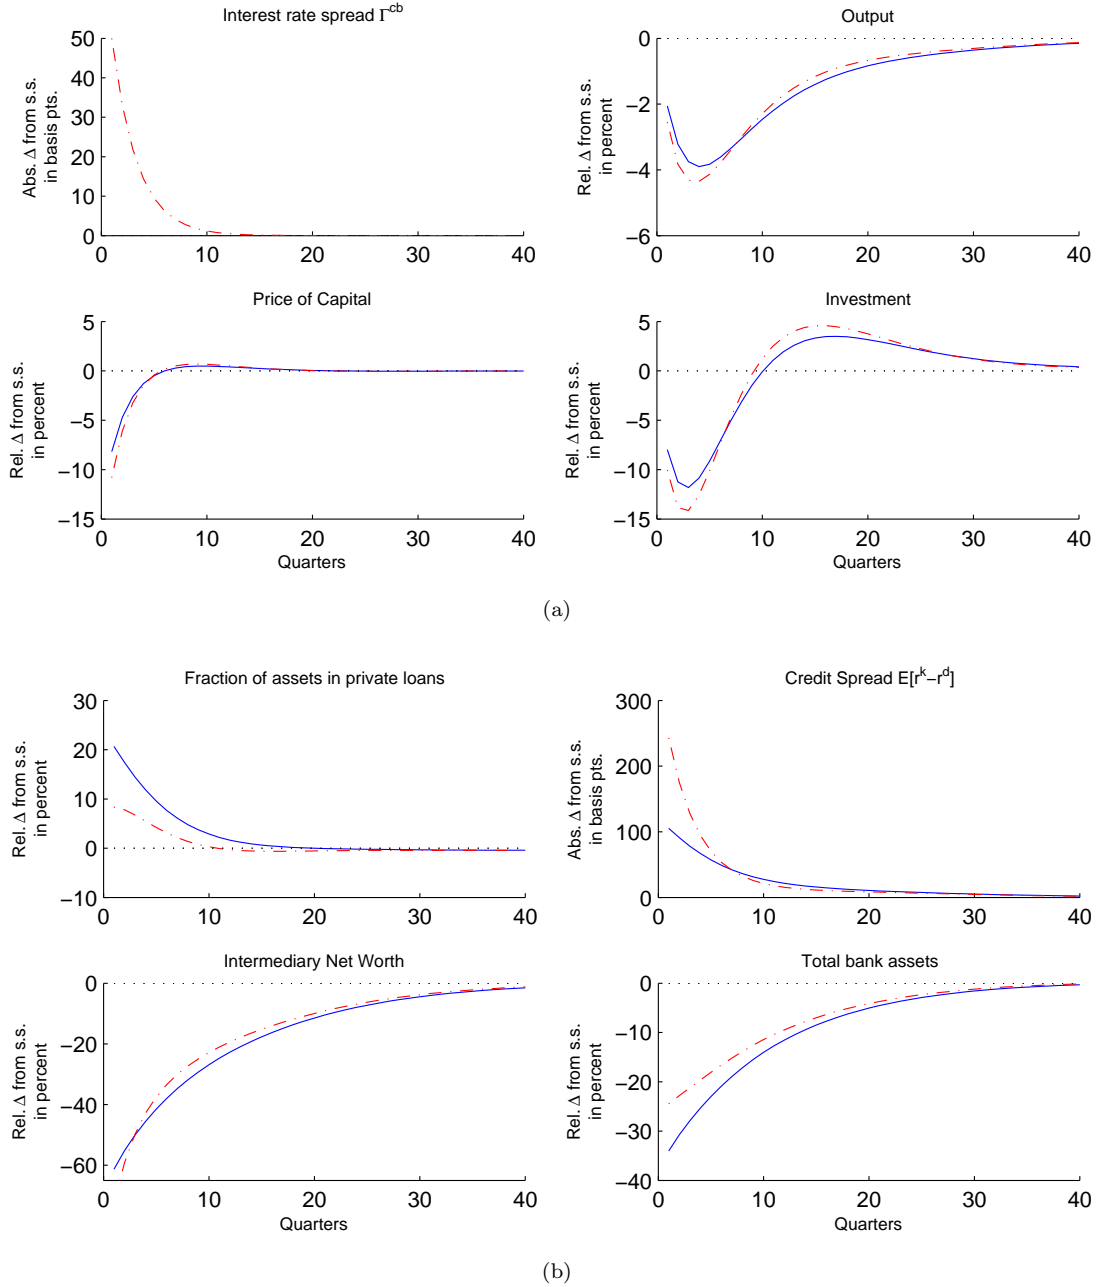 Interest rate spread Γ^cb
Abs. Δ from s.s.
in basis pts.
50
40
30
20
10
0
0
10
20
30
40
Output
Rel. Δ from s.s.
in percent
0
−2
−4
−6
0
10
20
30
40
Price of Capital
Rel. Δ from s.s.
in percent
5
0
−5
−10
−15
0
10
20
30
40
Quarters
Investment
Rel. Δ from s.s.
in percent
5
0
−5
−10
−15
0
10
20
30
40
Quarters
(a)
Fraction of assets in private loans
Rel. Δ from s.s.
in percent
30
20
10
0
−10
0
10
20
30
40
Credit Spread E[r^k−r^d]
Abs. Δ from s.s.
in basis pts.
300
200
100
0
0
10
20
30
40
Intermediary Net Worth
Rel. Δ from s.s.
in percent
0
−20
−40
−60
0
10
20
30
40
Quarters
Total bank assets
Rel. Δ from s.s.
in percent
0
−10
−20
−30
−40
0
10
20
30
40
Quarters
(b)